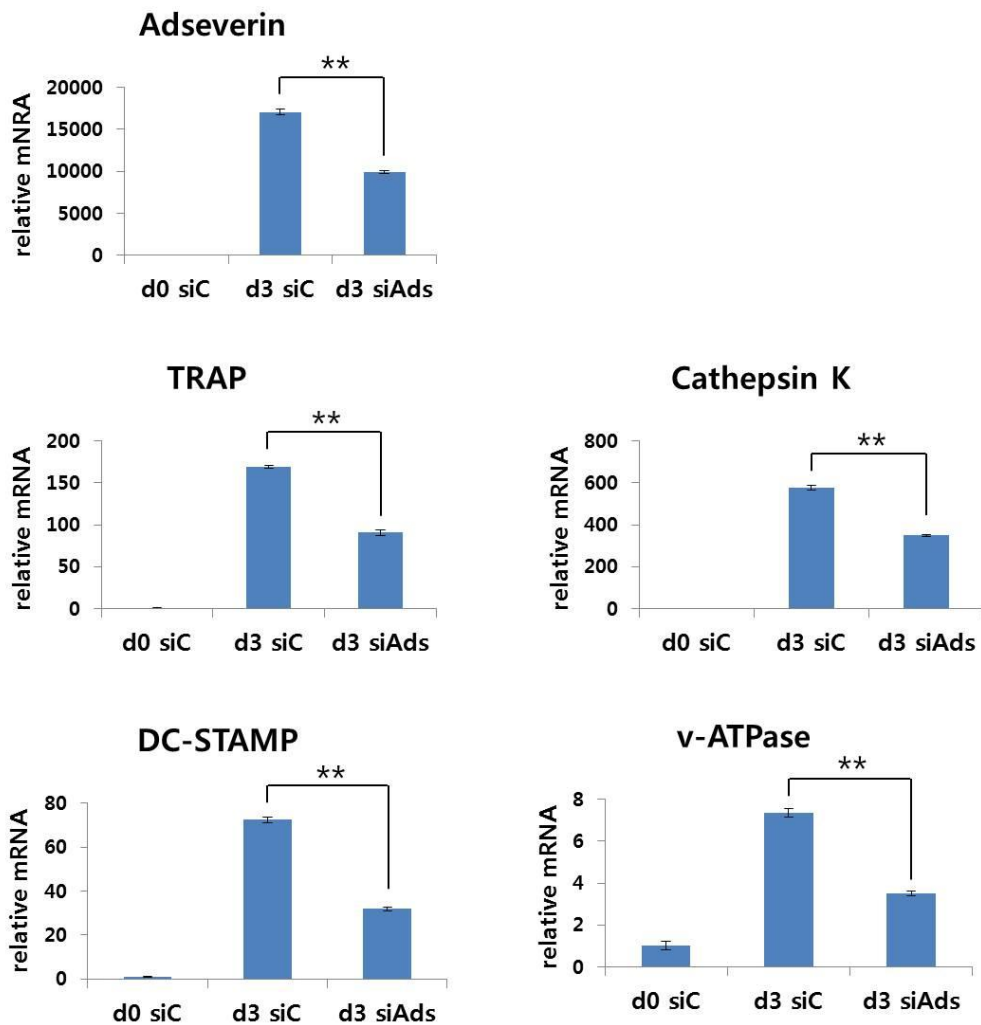 Adseverin
**
relative mNRA
20000
15000
10000
5000
0
d0 siC d3 siC d3 siAds
TRAP
**
relative mRNA
200
150
100
50
0
d0 siC d3 siC d3 siAds
Cathepsin K
**
relative mRNA
800
600
400
200
0
d0 siC d3 siC d3 siAds
DC-STAMP
**
relative mRNA
80
60
40
20
0
d0 siC d3 siC d3 siAds
v-ATPase
**
relative mRNA
8
6
4
2
0
d0 siC d3 siC d3 siAds